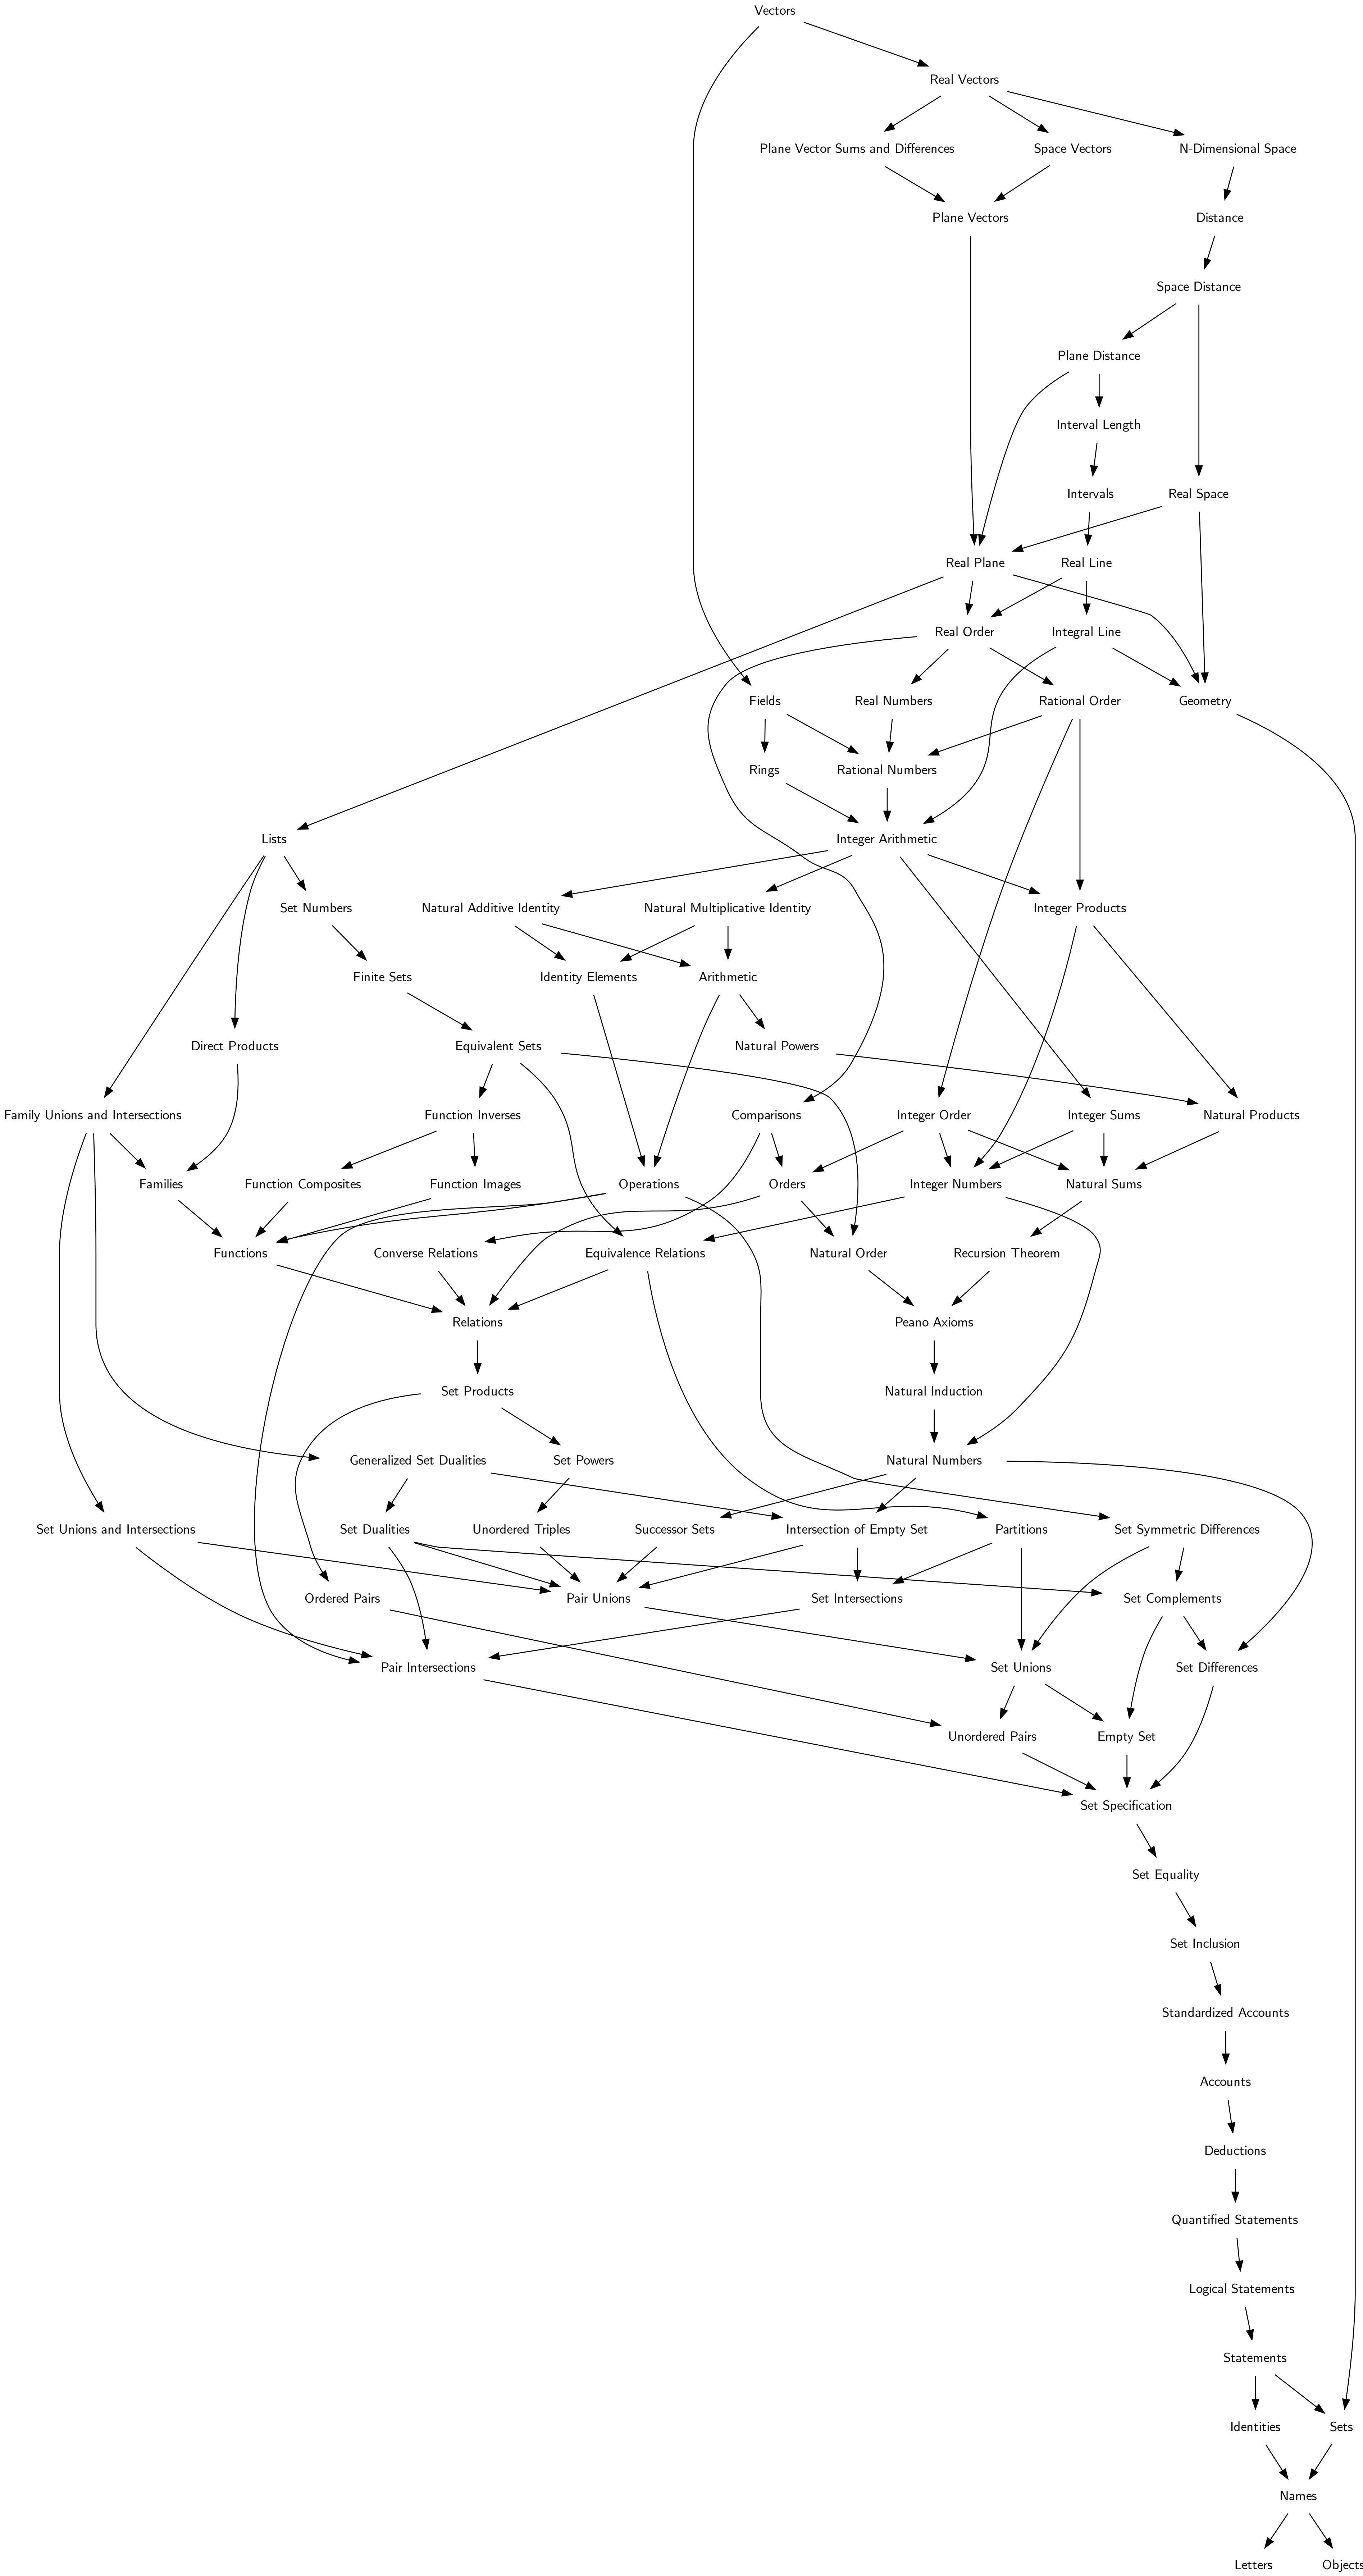 Vectors
Real Vectors
Plane Vector Sums and Differences
Space Vectors
N-Dimensional Space
Plane Vectors
Distance
Space Distance
Plane Distance
Interval Length
Intervals
Real Space
Real Plane
Real Line
Real Order
Integral Line
Fields
Real Numbers
Rational Order
Geometry
Rings
Rational Numbers
Lists
Integer Arithmetic
Set Numbers
Natural Additive Identity
Natural Multiplicative Identity
Integer Products
Finite Sets
Identity Elements
Arithmetic
Direct Products
Equivalent Sets
Natural Powers
Family Unions and Intersections
Function Inverses
Comparisons
Integer Order
Integer Sums
Natural Products
Families
Function Composites
Function Images
Operations
Orders
Integer Numbers
Natural Sums
Functions
Converse Relations
Equivalence Relations
Natural Order
Recursion Theorem
Relations
Peano Axioms
Set Products
Natural Induction
Generalized Set Dualities
Set Powers
Natural Numbers
Set Unions and Intersections
Set Dualities
Unordered Triples
Successor Sets
Intersection of Empty Set
Partitions
Set Symmetric Differences
Ordered Pairs
Pair Unions
Set Intersections
Set Complements
Pair Intersections
Set Unions
Set Differences
Unordered Pairs
Empty Set
Set Specification
Set Equality
Set Inclusion
Standardized Accounts
Accounts
Deductions
Quantified Statements
Logical Statements
Statements
Identities
Sets
Names
Letters
Objects